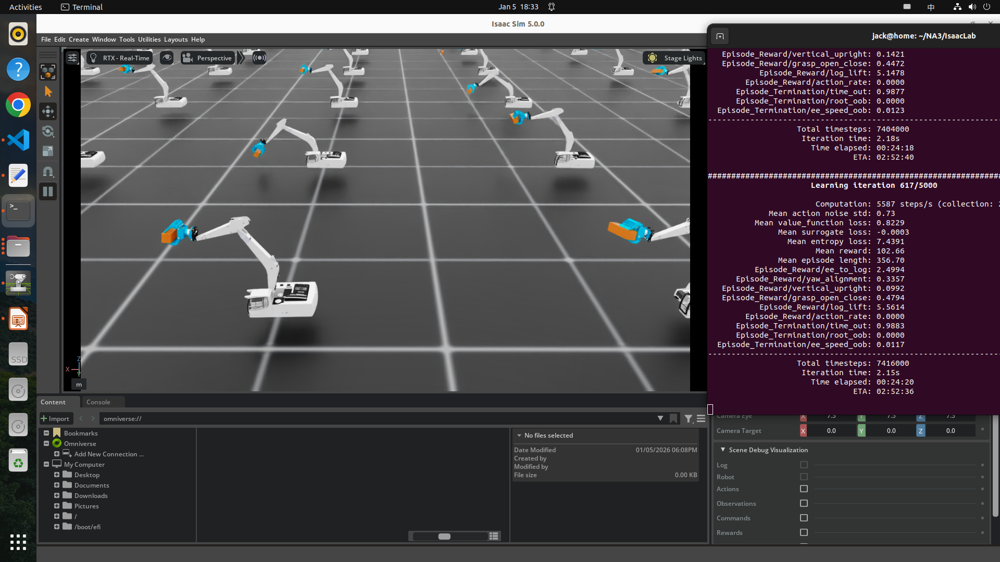 Activities
Terminal
Jan 5 18:33
中
Isaac Sim 5.0.0
File Edit Create Window Tools Utilities Layouts Help
RTX - Real-Time
Perspective
Stage Lights
jack@home: ~/NA3/IsaacLab
Episode_Reward/vertical_upright: 0.1421
Episode_Reward/grasp_open_close: 0.4472
Episode_Reward/log_lift: 5.1478
Episode_Reward/action_rate: 0.0000
Episode_Termination/time_out: 0.9877
Episode_Termination/root_oob: 0.0000
Episode_Termination/ee_speed_oob: 0.0123
Total timesteps: 7404000
Iteration time: 2.18s
Time elapsed: 00:24:18
ETA: 02:52:40
Learning iteration 617/5000
Computation: 5587 steps/s (collection:
Mean action noise std: 0.73
Mean value_function loss: 0.8229
Mean surrogate loss: -0.0003
Mean entropy loss: 7.4391
Mean reward: 102.66
Mean episode length: 356.70
Episode_Reward/ee_to_log: 2.4994
Episode_Reward/yaw_alignment: 0.3357
Episode_Reward/vertical_upright: 0.0992
Episode_Reward/grasp_open_close: 0.4794
Episode_Reward/log_lift: 5.5614
Episode_Reward/action_rate: 0.0000
Episode_Termination/time_out: 0.9883
Episode_Termination/root_oob: 0.0000
Episode_Termination/ee_speed_oob: 0.0117
Total timesteps: 7416000
Iteration time: 2.15s
Time elapsed: 00:24:20
ETA: 02:52:36
SSD
Z
X
Y
m
Content
Console
Import
omniverse://
Bookmarks
Omniverse
Add New Connection ...
My Computer
Desktop
Documents
Downloads
Pictures
/
/boot/efi
No files selected
Date Modified 01/05/2026 06:08PM
Created by
Modified by
File size 0.00 KB
Camera Eye X 7.5 Y 7.5 Z 7.5
Camera Target X 0.0 Y 0.0 Z 0.0
Scene Debug Visualization
Log
Robot
Actions
Observations
Commands
Rewards